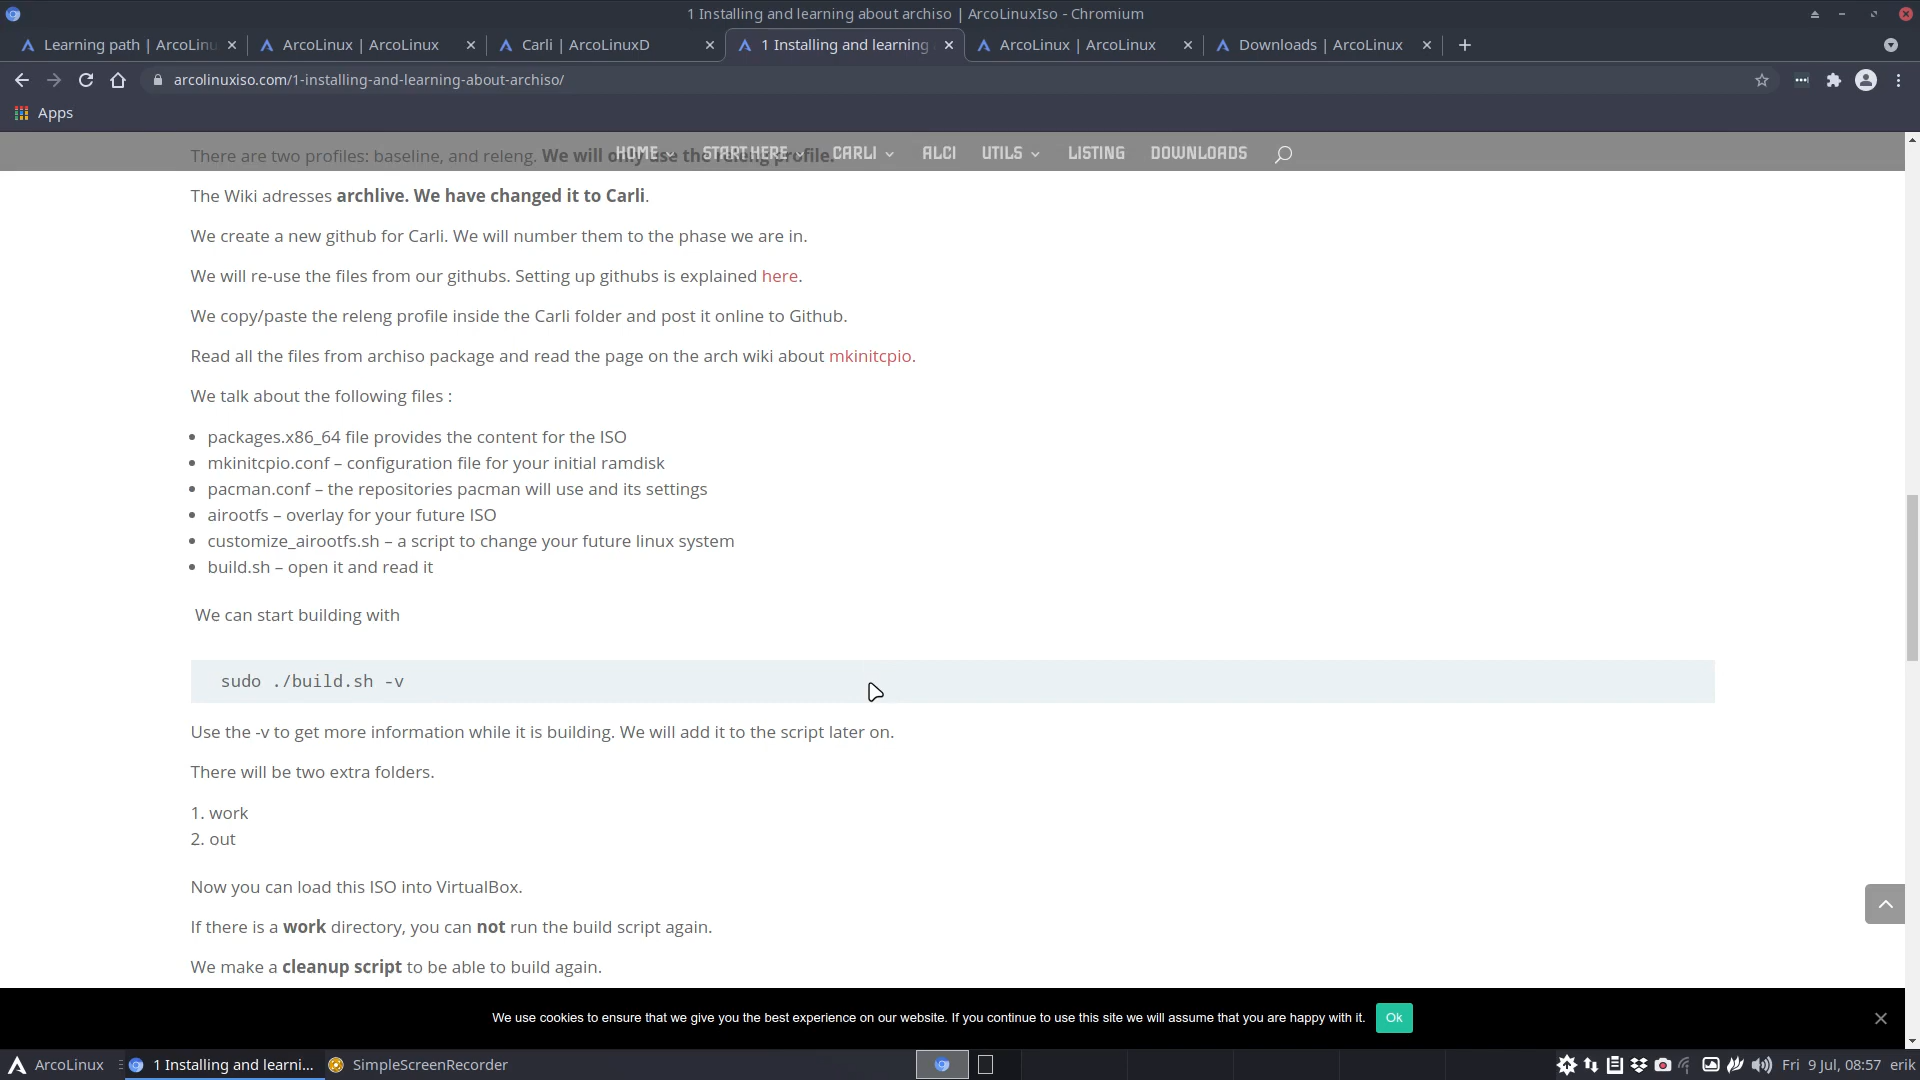 1 Installing and learning about archiso | ArcoLinuxIso - Chromium
Learning path | ArcoLinu
ArcoLinux | ArcoLinux
Carli | ArcoLinuxD
1 Installing and learning
ArcoLinux | ArcoLinux
Downloads | ArcoLinux
arcolinuxiso.com/1-installing-and-learning-about-archiso/
Apps
HOME START HERE CARLI ALCI UTILS LISTING DOWNLOADS
There are two profiles: baseline, and releng. We will only use the releng profile.
The Wiki adresses archlive. We have changed it to Carli.
We create a new github for Carli. We will number them to the phase we are in.
We will re-use the files from our githubs. Setting up githubs is explained here.
We copy/paste the releng profile inside the Carli folder and post it online to Github.
Read all the files from archiso package and read the page on the arch wiki about mkinitcpio.
We talk about the following files :
• packages.x86_64 file provides the content for the ISO
• mkinitcpio.conf – configuration file for your initial ramdisk
• pacman.conf – the repositories pacman will use and its settings
• airootfs – overlay for your future ISO
• customize_airootfs.sh – a script to change your future linux system
• build.sh – open it and read it
We can start building with
sudo ./build.sh -v
Use the -v to get more information while it is building. We will add it to the script later on.
There will be two extra folders.
1. work
2. out
Now you can load this ISO into VirtualBox.
If there is a work directory, you can not run the build script again.
We make a cleanup script to be able to build again.
We use cookies to ensure that we give you the best experience on our website. If you continue to use this site we will assume that you are happy with it. Ok
ArcoLinux
1 Installing and learni...
SimpleScreenRecorder
Fri 9 Jul, 08:57 erik